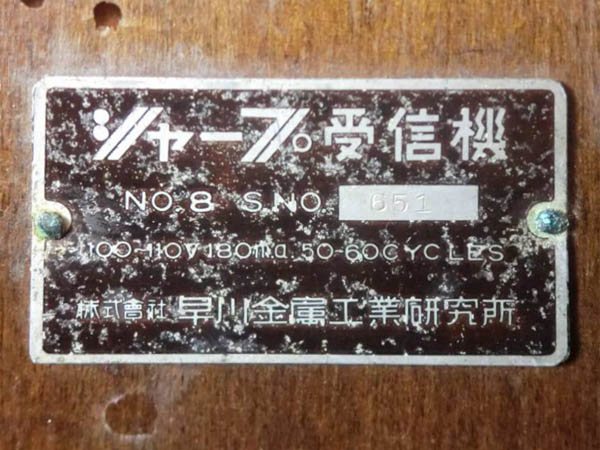 シャープ受信機
NO.8 S.NO. 651
100-110V 180ma. 50-60CYCLES
株式會社 早川金属工業研究所